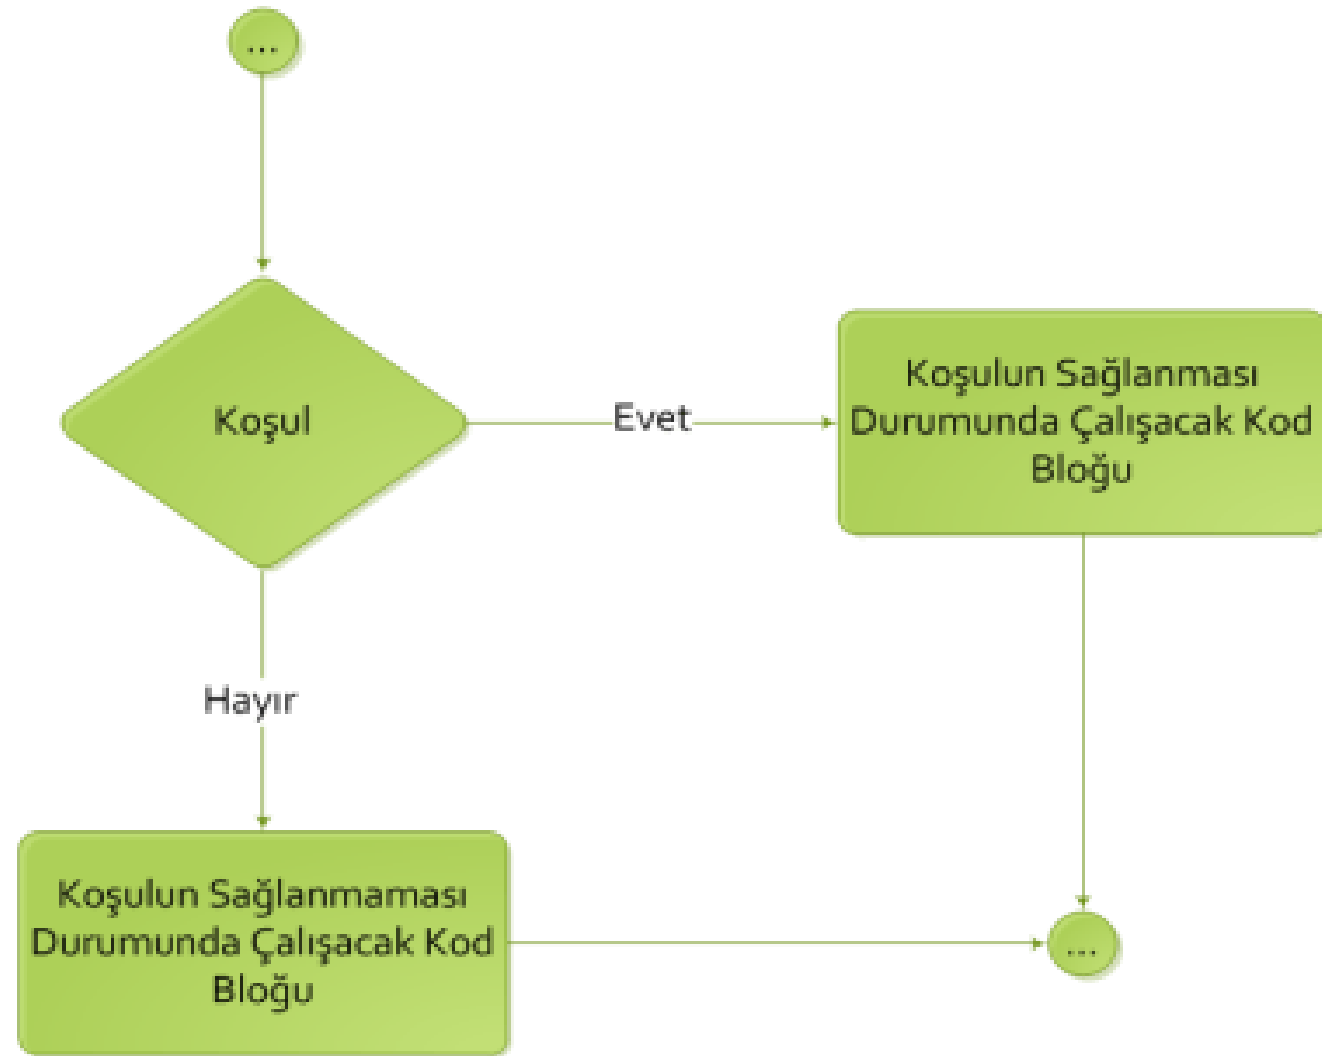 ...
Koşul
Evet
Koşulun Sağlanması
Durumunda Çalışacak Kod
Bloğu
Hayır
Koşulun Sağlanmaması
Durumunda Çalışacak Kod
Bloğu
...